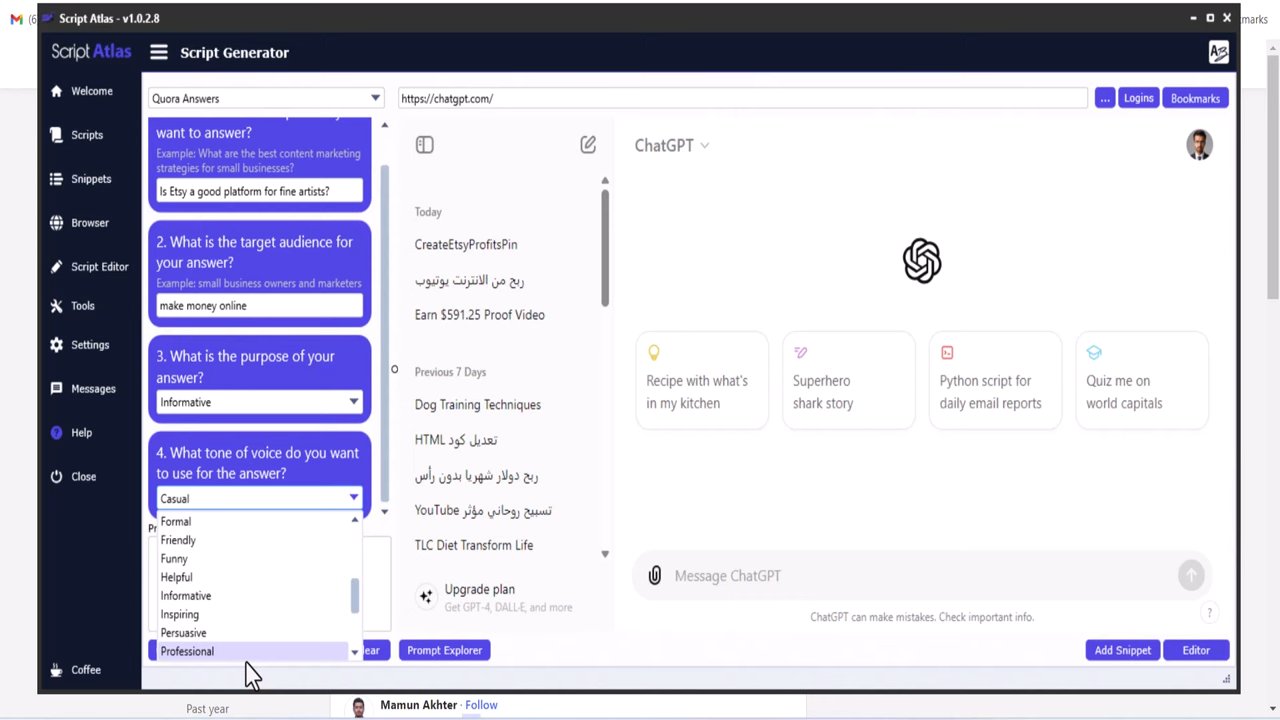 Script Atlas - v1.0.2.8
Script Atlas
Script Generator
Welcome
Scripts
Snippets
Browser
Script Editor
Tools
Settings
Messages
Help
Close
Coffee
Quora Answers
https://chatgpt.com/
...
Logins
Bookmarks
want to answer?
Example: What are the best content marketing
strategies for small businesses?
Is Etsy a good platform for fine artists?
2. What is the target audience for
your answer?
Example: small business owners and marketers
make money online
3. What is the purpose of your
answer?
Informative
4. What tone of voice do you want
to use for the answer?
Casual
Formal
Friendly
Funny
Helpful
Informative
Inspiring
Persuasive
Professional
Prompt Explorer
Today
CreateEtsyProfitsPin
ربح من الانترنت يوتيوب
Earn $591.25 Proof Video
Previous 7 Days
Dog Training Techniques
تعديل كود HTML
ربح دولار شهريا بدون رأس
تسبيح روحاني مؤثر YouTube
TLC Diet Transform Life
Upgrade plan
Get GPT-4, DALL-E, and more
ChatGPT
Recipe with what's
in my kitchen
Superhero
shark story
Python script for
daily email reports
Quiz me on
world capitals
Message ChatGPT
ChatGPT can make mistakes. Check important info.
?
Add Snippet
Editor
Past year
Mamun Akhter · Follow